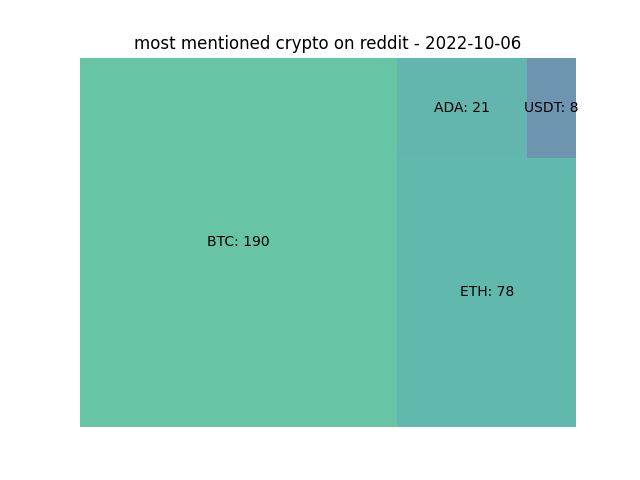 most mentioned crypto on reddit - 2022-10-06
ADA: 21
USDT: 8
BTC: 190
ETH: 78